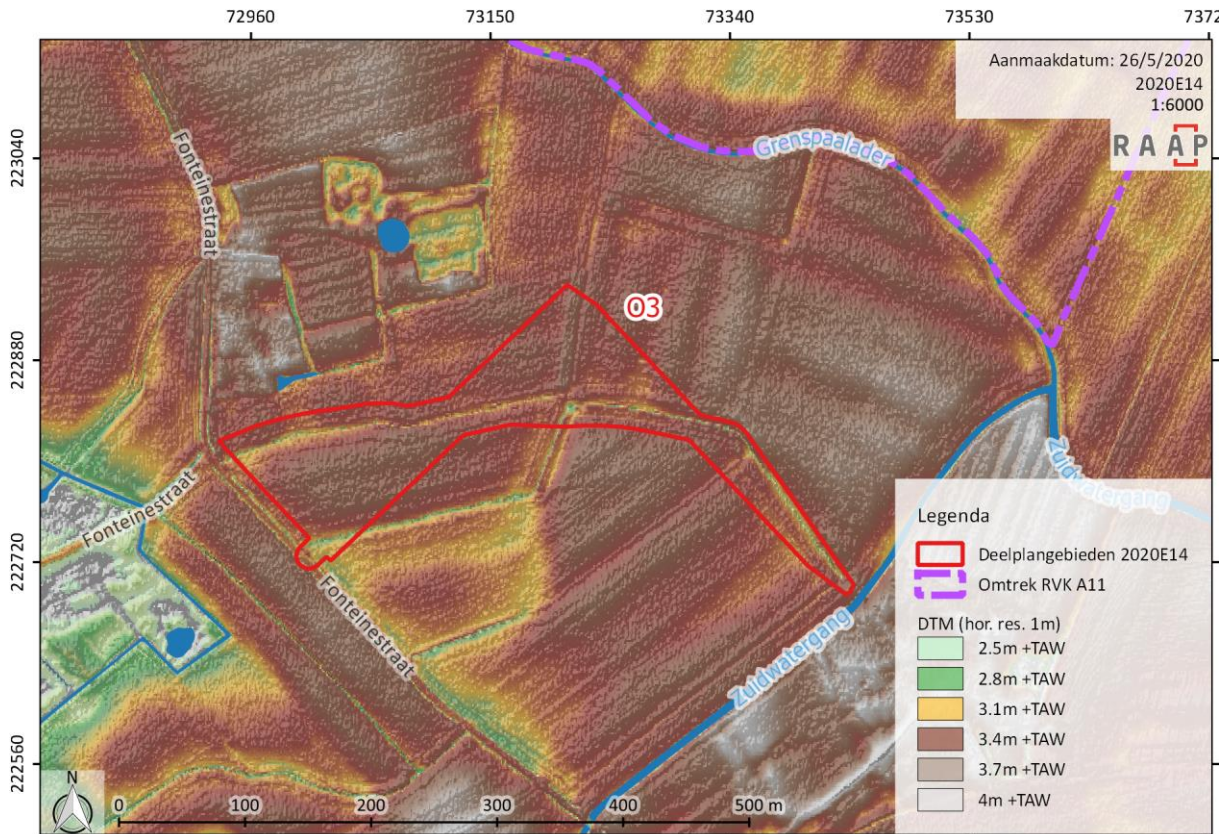 72960 73150 73340 73530 7372
Aanmaakdatum: 26/5/2020
2020E14
1:6000
RAAP
223040
222880
222720
222560
Fonteinestraat
Grenspaalader
03
Fonteinestraat
Zuidwatergang
Fonteinestraat
Zuidwatergang
Legenda
Deelplangebieden 2020E14
Omtrek RVK A11
DTM (hor. res. 1m)
2.5m +TAW
2.8m +TAW
3.1m +TAW
3.4m +TAW
3.7m +TAW
4m +TAW
N
0 100 200 300 400 500 m